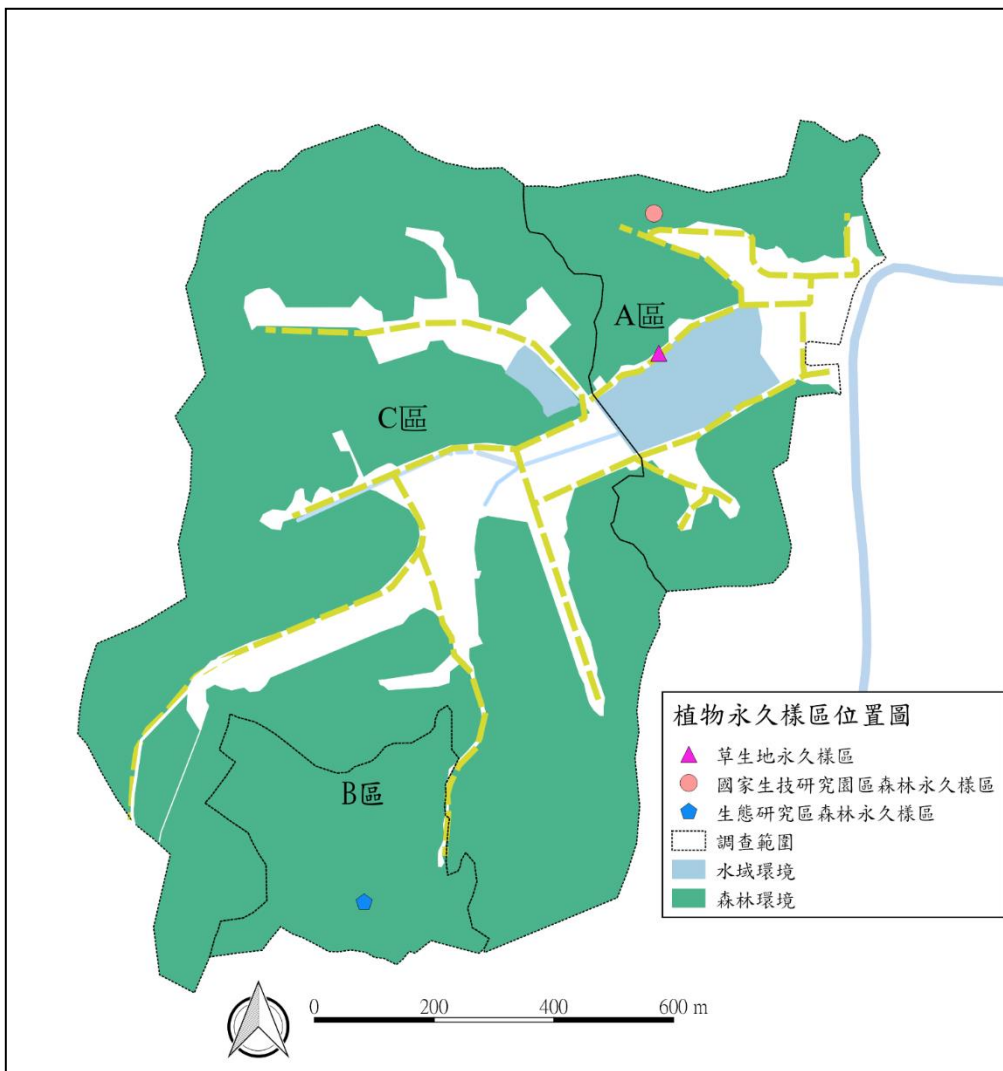 A區
C區
B區
植物永久樣區位置圖
草生地永久樣區
國家生技研究園區森林永久樣區
生態研究區森林永久樣區
調查範圍
水域環境
森林環境
0 200 400 600 m